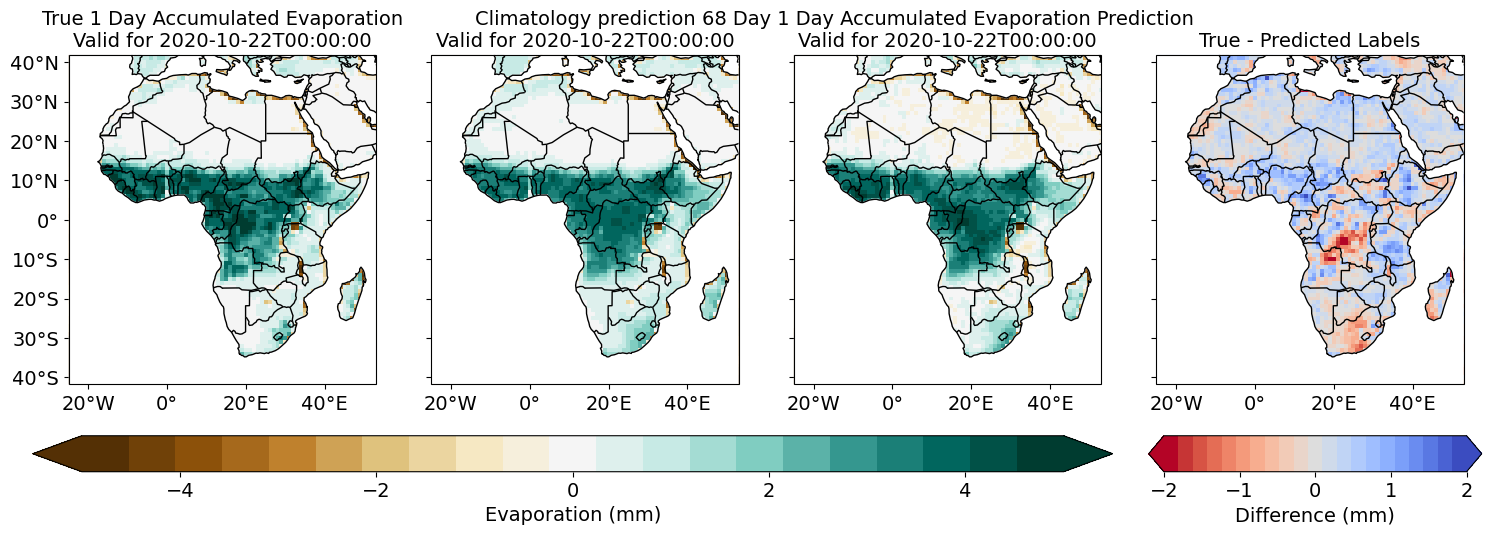 True 1 Day Accumulated Evaporation
Valid for 2020-10-22T00:00:00
Climatology prediction 68 Day 1 Day Accumulated Evaporation Prediction
Valid for 2020-10-22T00:00:00
Valid for 2020-10-22T00:00:00
True - Predicted Labels
40°N
30°N
20°N
10°N
0°
10°S
20°S
30°S
40°S
20°W 0° 20°E 40°E
20°W 0° 20°E 40°E
20°W 0° 20°E 40°E
20°W 0° 20°E 40°E
−4 −2 0 2 4
Evaporation (mm)
−2 −1 0 1 2
Difference (mm)